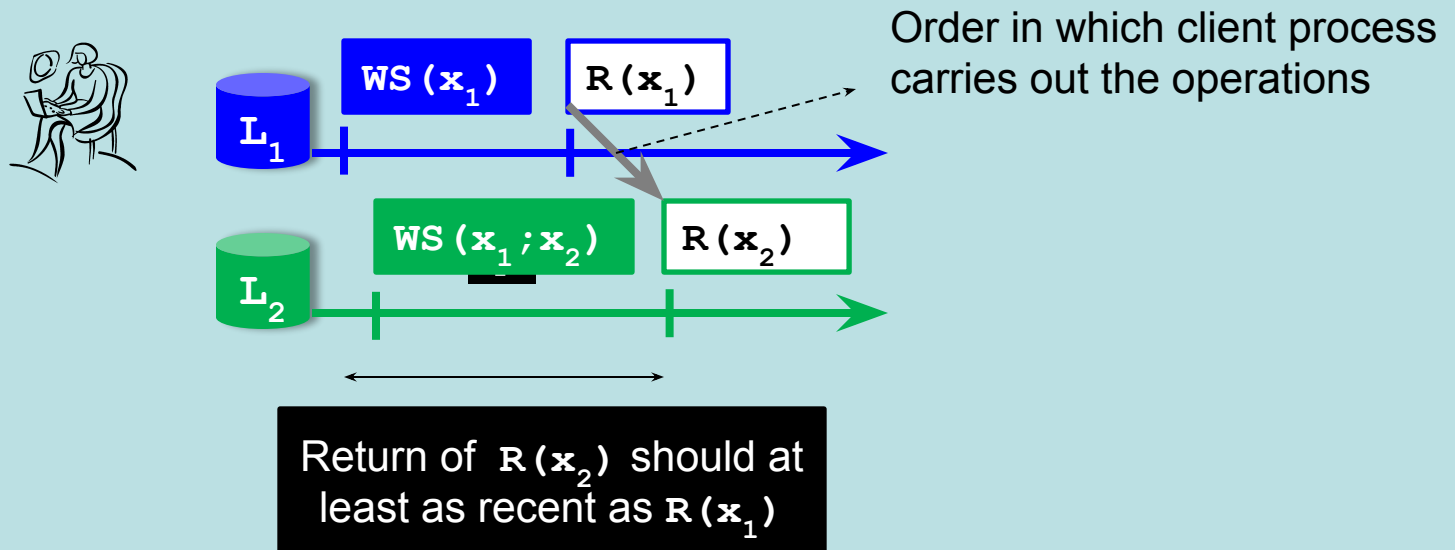 Order in which client process
carries out the operations
WS(x₁)
R(x₁)
L₁
WS(x₁;x₂)
R(x₂)
L₂
Return of R(x₂) should at
least as recent as R(x₁)